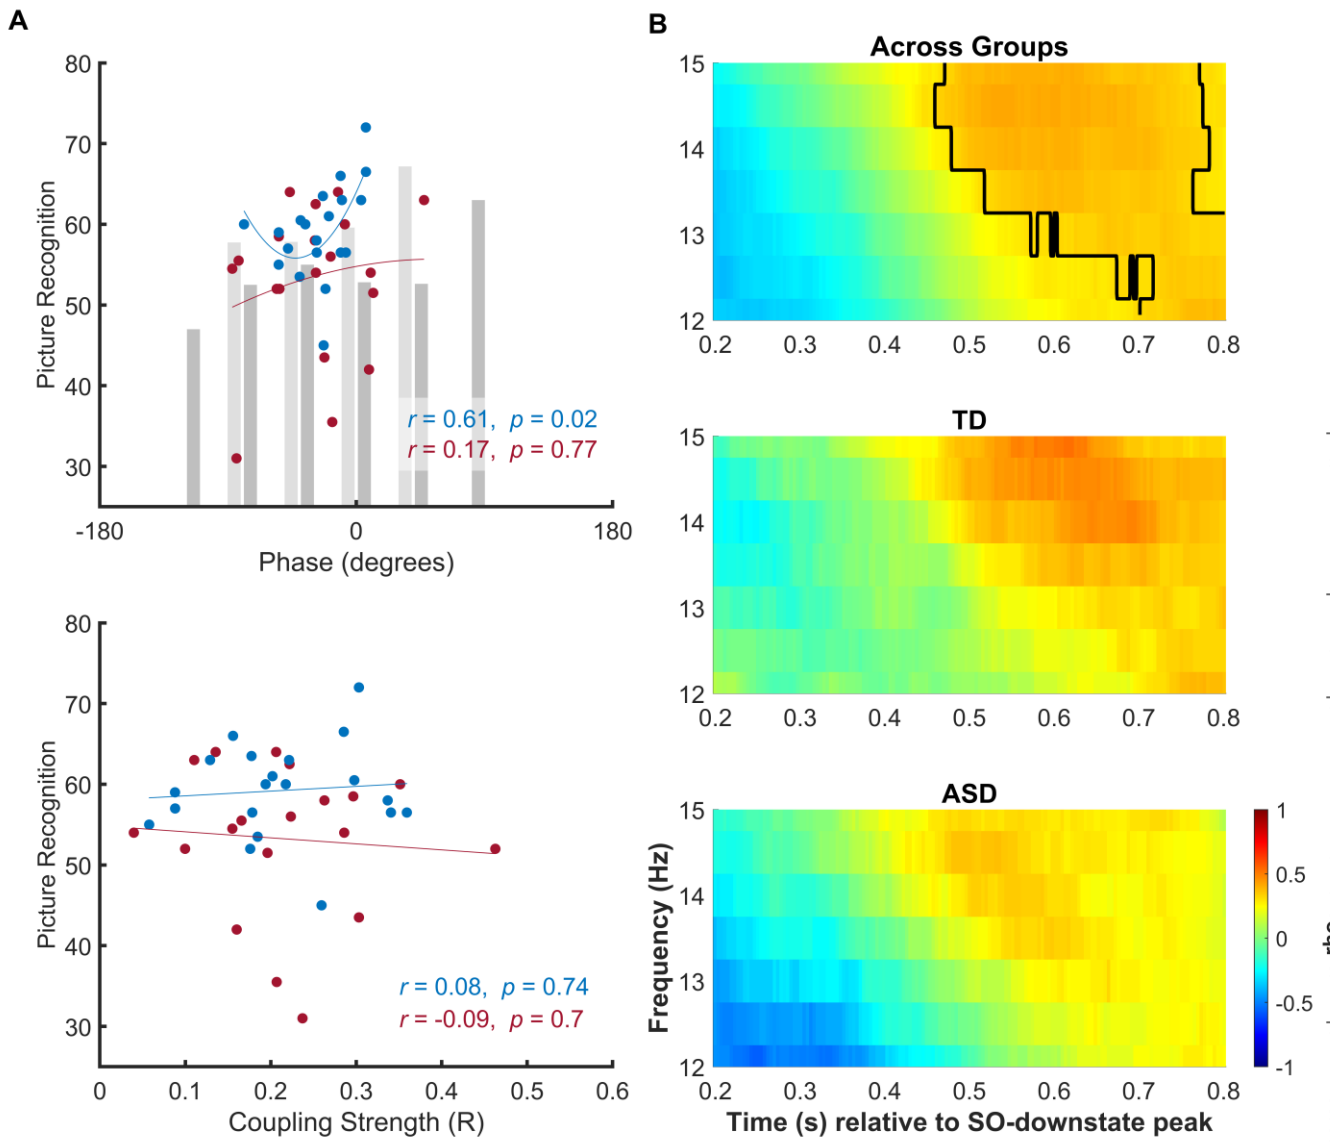 A
80
70
60
50
40
30
Picture Recognition
r = 0.61, p = 0.02
r = 0.17, p = 0.77
-180 0 180
Phase (degrees)
80
70
60
50
40
30
Picture Recognition
r = 0.08, p = 0.74
r = -0.09, p = 0.7
0 0.1 0.2 0.3 0.4 0.5 0.6
Coupling Strength (R)
B
Across Groups
15
14
13
12
0.2 0.3 0.4 0.5 0.6 0.7 0.8
TD
15
14
13
12
0.2 0.3 0.4 0.5 0.6 0.7 0.8
ASD
15
14
13
12
Frequency (Hz)
0.2 0.3 0.4 0.5 0.6 0.7 0.8
Time (s) relative to SO-downstate peak
1
0.5
0
-0.5
-1
rho